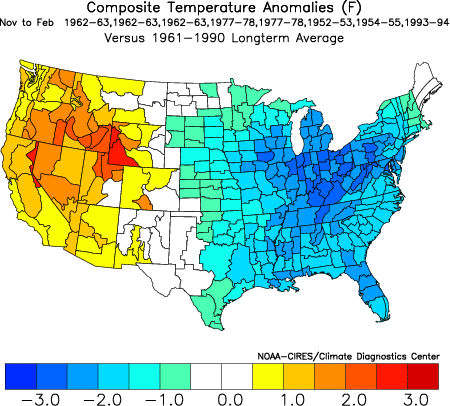 Composite Temperature Anomalies (F)
Nov to Feb 1962-63,1962-63,1962-63,1977-78,1977-78,1952-53,1954-55,1993-94
Versus 1961-1990 Longterm Average
NOAA-CIRES/Climate Diagnostics Center
-3.0 -2.0 -1.0 0.0 1.0 2.0 3.0